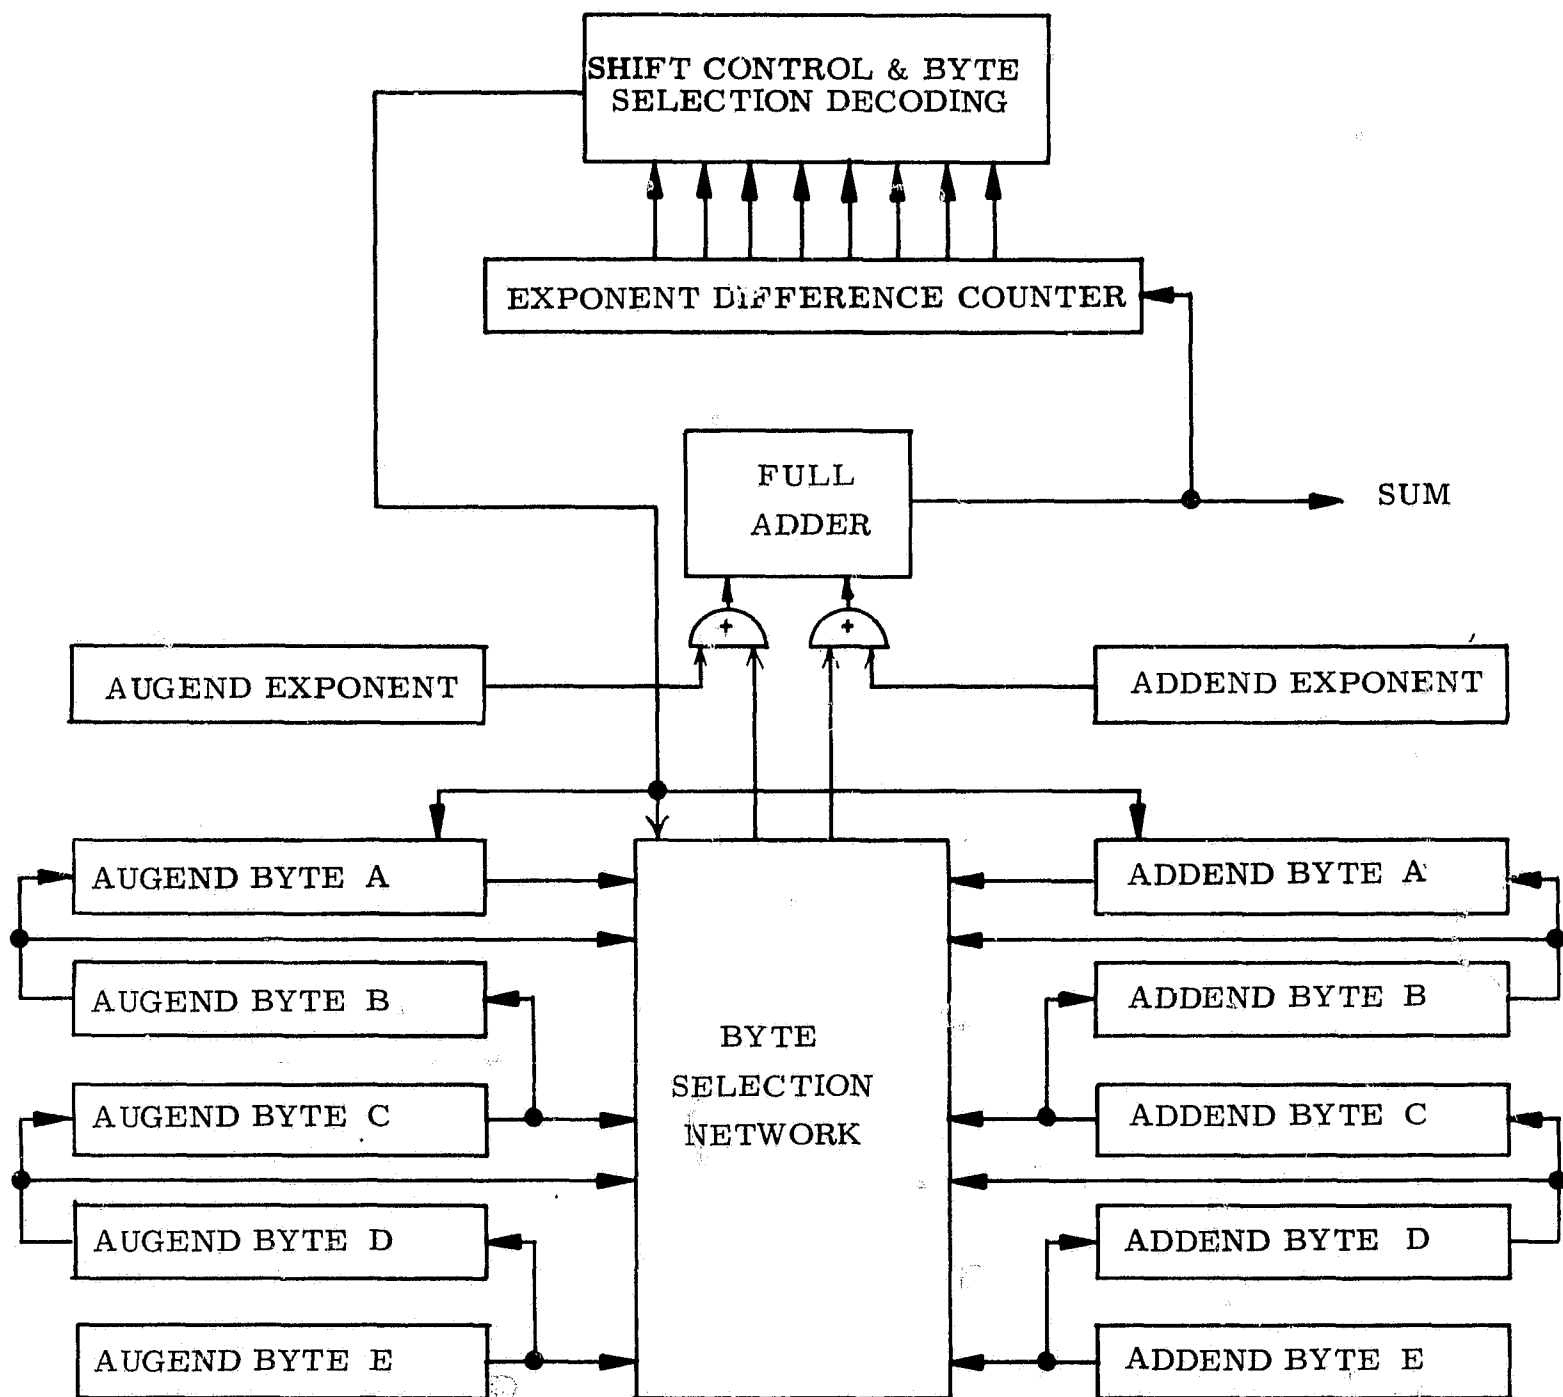 SHIFT CONTROL & BYTE
SELECTION DECODING
EXPONENT DIFFERENCE COUNTER
FULL
ADDER
SUM
+
+
AUGEND EXPONENT
ADDEND EXPONENT
AUGEND BYTE A
ADDEND BYTE A
AUGEND BYTE B
ADDEND BYTE B
BYTE
SELECTION
NETWORK
AUGEND BYTE C
ADDEND BYTE C
AUGEND BYTE D
ADDEND BYTE D
AUGEND BYTE E
ADDEND BYTE E